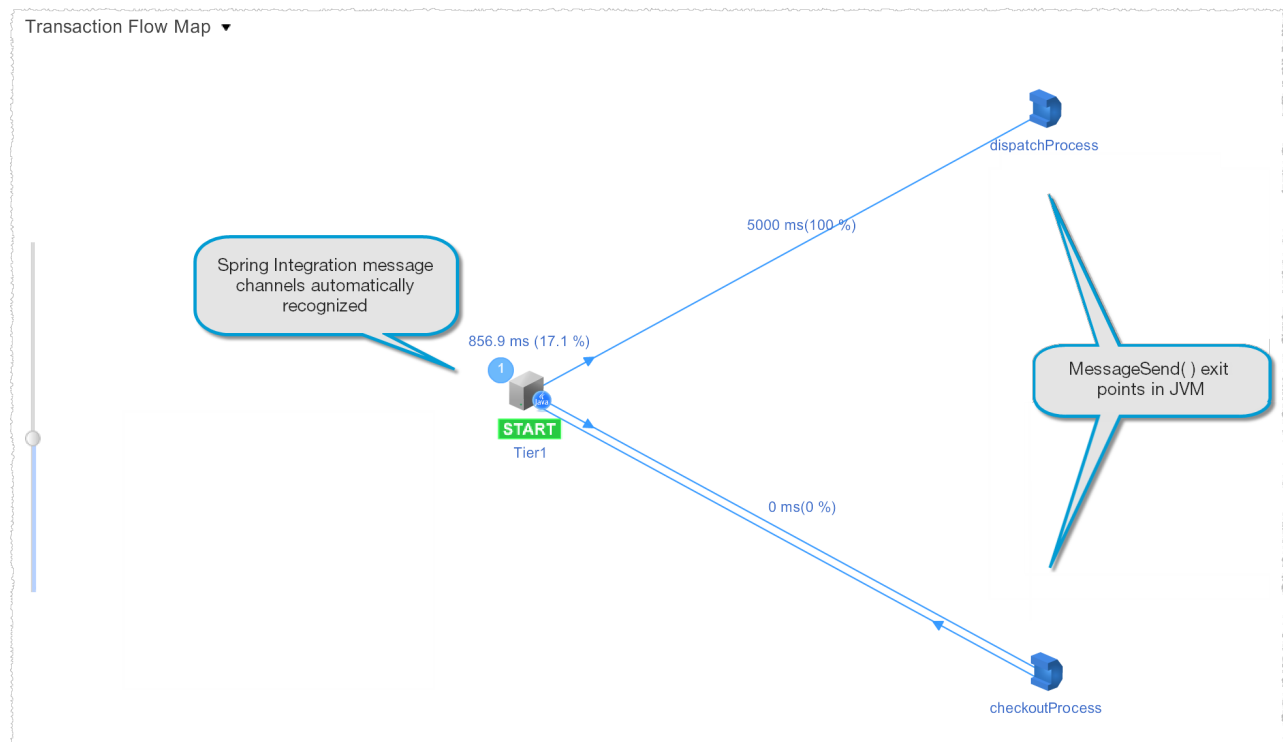 Transaction Flow Map
dispatchProcess
5000 ms(100 %)
Spring Integration message
channels automatically
recognized
856.9 ms (17.1 %)
1
Java
START
Tier1
MessageSend( ) exit
points in JVM
0 ms(0 %)
checkoutProcess